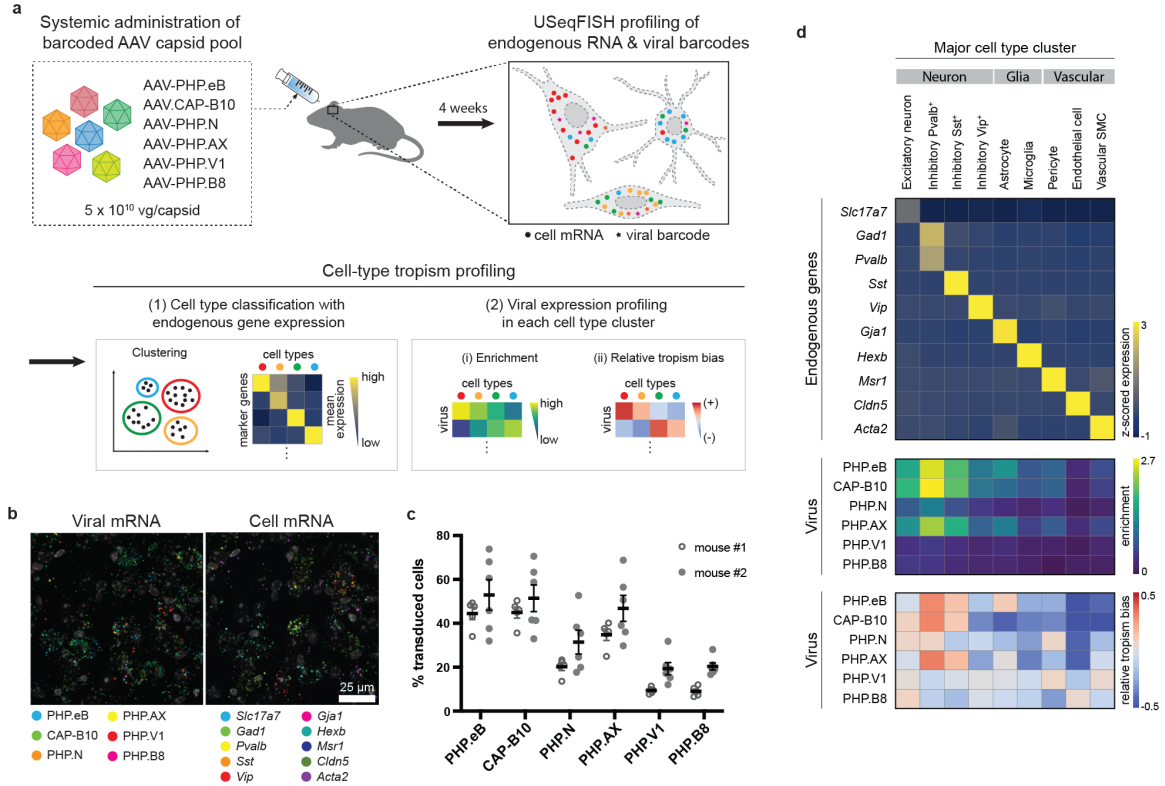 a
Systemic administration of
barcoded AAV capsid pool
AAV-PHP.eB
AAV.CAP-B10
AAV-PHP.N
AAV-PHP.AX
AAV-PHP.V1
AAV-PHP.B8
5 x 10¹⁰ vg/capsid
4 weeks
USeqFISH profiling of
endogenous RNA & viral barcodes
cell mRNA
viral barcode
Cell-type tropism profiling
(1) Cell type classification with
endogenous gene expression
Clustering
cell types
marker genes
mean
expression
high
low
(2) Viral expression profiling
in each cell type cluster
(i) Enrichment
cell types
virus
high
low
(ii) Relative tropism bias
cell types
virus
(+)
(-)
b
Viral mRNA
Cell mRNA
25 µm
PHP.eB
CAP-B10
PHP.N
PHP.AX
PHP.V1
PHP.B8
Slc17a7
Gad1
Pvalb
Sst
Vip
Gja1
Hexb
Msr1
Cldn5
Acta2
c
% transduced cells
80
60
40
20
0
mouse #1
mouse #2
PHP.eB
CAP-B10
PHP.N
PHP.AX
PHP.V1
PHP.B8
d
Major cell type cluster
Neuron
Glia
Vascular
Excitatory neuron
Inhibitory Pvalb⁺
Inhibitory Sst⁺
Inhibitory Vip⁺
Astrocyte
Microglia
Pericyte
Endothelial cell
Vascular SMC
Endogenous genes
Slc17a7
Gad1
Pvalb
Sst
Vip
Gja1
Hexb
Msr1
Cldn5
Acta2
3
-1
z-scored expression
Virus
PHP.eB
CAP-B10
PHP.N
PHP.AX
PHP.V1
PHP.B8
2.7
0
enrichment
Virus
PHP.eB
CAP-B10
PHP.N
PHP.AX
PHP.V1
PHP.B8
0.5
-0.5
relative tropism bias